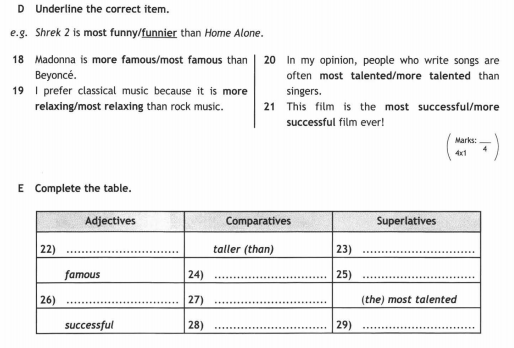 D Underline the correct item.
e.g. Shrek 2 is most funny/funnier than Home Alone.
18 Madonna is more famous/most famous than
Beyoncé.
19 I prefer classical music because it is more
relaxing/most relaxing than rock music.
20 In my opinion, people who write songs are
often most talented/more talented than
singers.
21 This film is the most successful/more
successful film ever!
(Marks: __
4x1 4)
E Complete the table.
Adjectives Comparatives Superlatives
22) .............................. taller (than) 23) ..............................
famous 24) .............................. 25) ..............................
26) .............................. 27) .............................. (the) most talented
successful 28) .............................. 29) ..............................